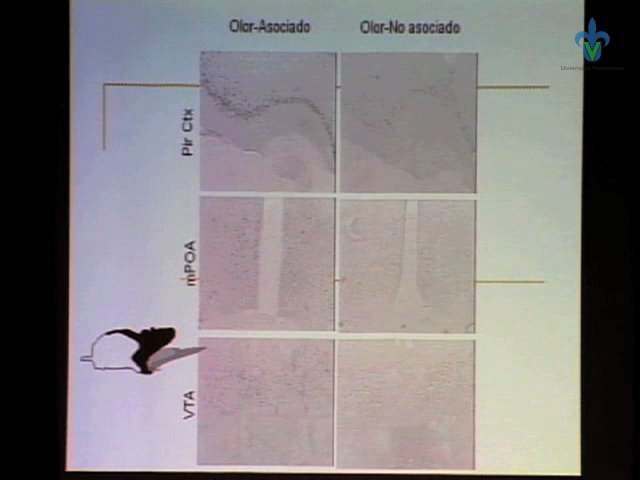 Olor-Asociado
Olor-No asociado
Pir Ctx
mPOA
VTA